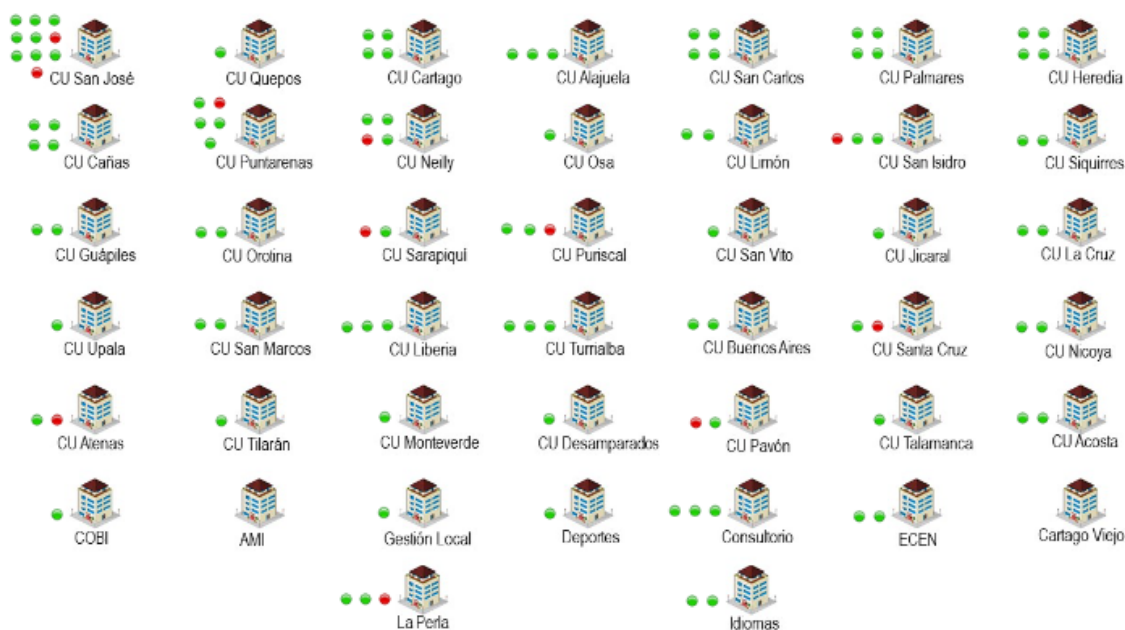 CU San José
CU Quepos
CU Cartago
CU Alajuela
CU San Carlos
CU Palmares
CU Heredia
CU Cañas
CU Puntarenas
CU Neilly
CU Osa
CU Limón
CU San Isidro
CU Siquirres
CU Guápiles
CU Orotina
CU Sarapiquí
CU Puriscal
CU San Vito
CU Jicaral
CU La Cruz
CU Upala
CU San Marcos
CU Liberia
CU Turrialba
CU Buenos Aires
CU Santa Cruz
CU Nicoya
CU Atenas
CU Tilarán
CU Monteverde
CU Desamparados
CU Pavón
CU Talamanca
CU Acosta
COBI
AMI
Gestión Local
Deportes
Consultorio
ECEN
Cartago Viejo
La Perla
Idiomas